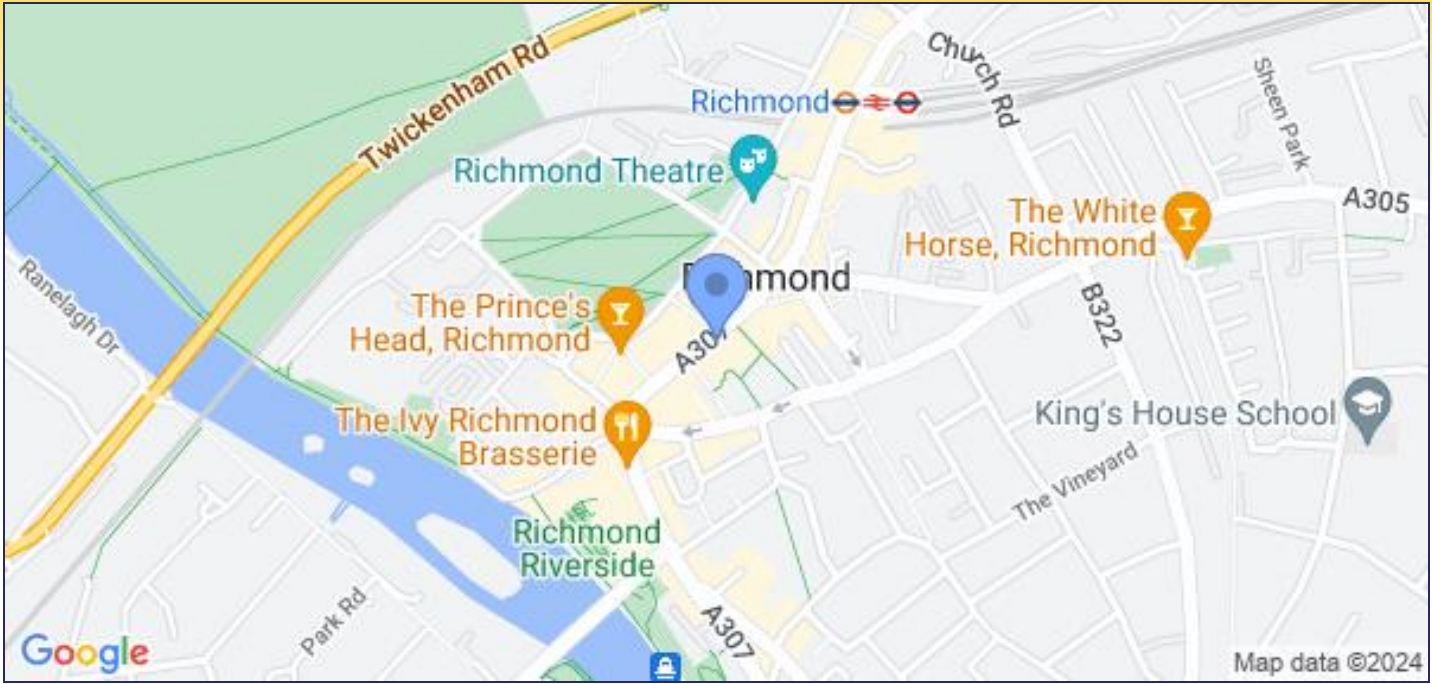 Twickenham Rd
Church Rd
Sheen Park
Richmond
Richmond Theatre
The White
Horse, Richmond
A305
Ranelagh Dr
The Prince's
Head, Richmond
A307
B322
The Ivy Richmond
Brasserie
King's House School
The Vineyard
Richmond
Riverside
Park Rd
A307
Google
Map data ©2024